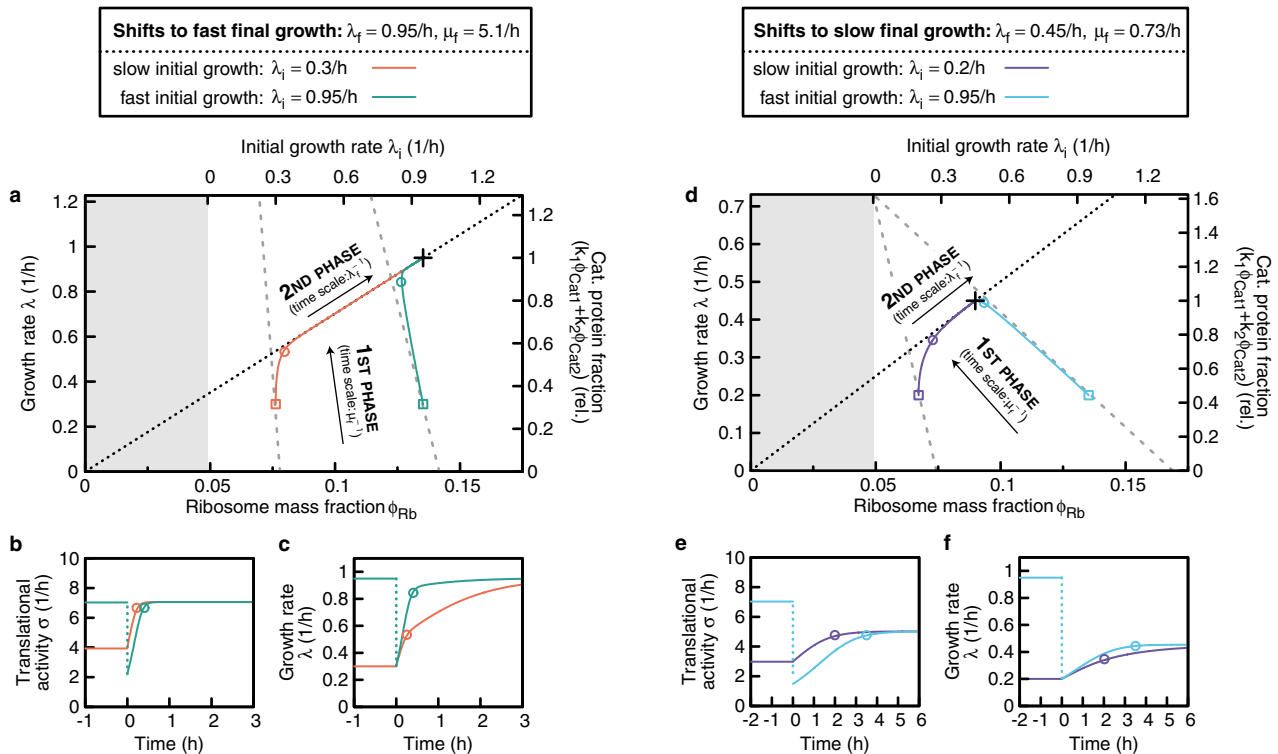 Shifts to fast final growth: λf = 0.95/h, μf = 5.1/h
slow initial growth: λi = 0.3/h
fast initial growth: λi = 0.95/h
Shifts to slow final growth: λf = 0.45/h, μf = 0.73/h
slow initial growth: λi = 0.2/h
fast initial growth: λi = 0.95/h
a
Initial growth rate λi (1/h)
0 0.3 0.6 0.9 1.2
Growth rate λ (1/h)
1.2
1
0.8
0.6
0.4
0.2
0
2ND PHASE
(time scale:λf⁻¹)
1ST PHASE
(time scale:μf⁻¹)
1.2
1
0.8
0.6
0.4
0.2
0
Cat. protein fraction
(k1ϕCat1+k2ϕCat2) (rel.)
0 0.05 0.1 0.15
Ribosome mass fraction ϕRb
d
Initial growth rate λi (1/h)
0 0.3 0.6 0.9 1.2
Growth rate λ (1/h)
0.7
0.6
0.5
0.4
0.3
0.2
0.1
0
2ND PHASE
(time scale:λf⁻¹)
1ST PHASE
(time scale:μf⁻¹)
1.6
1.4
1.2
1
0.8
0.6
0.4
0.2
0
Cat. protein fraction
(k1ϕCat1+k2ϕCat2) (rel.)
0 0.05 0.1 0.15
Ribosome mass fraction ϕRb
b
Translational
activity σ (1/h)
10
8
6
4
2
0
-1 0 1 2 3
Time (h)
c
Growth rate
λ (1/h)
1
0.8
0.6
0.4
0.2
-1 0 1 2 3
Time (h)
e
Translational
activity σ (1/h)
10
8
6
4
2
0
-2 -1 0 1 2 3 4 5 6
Time (h)
f
Growth rate
λ (1/h)
1
0.8
0.6
0.4
0.2
0
-2 -1 0 1 2 3 4 5 6
Time (h)